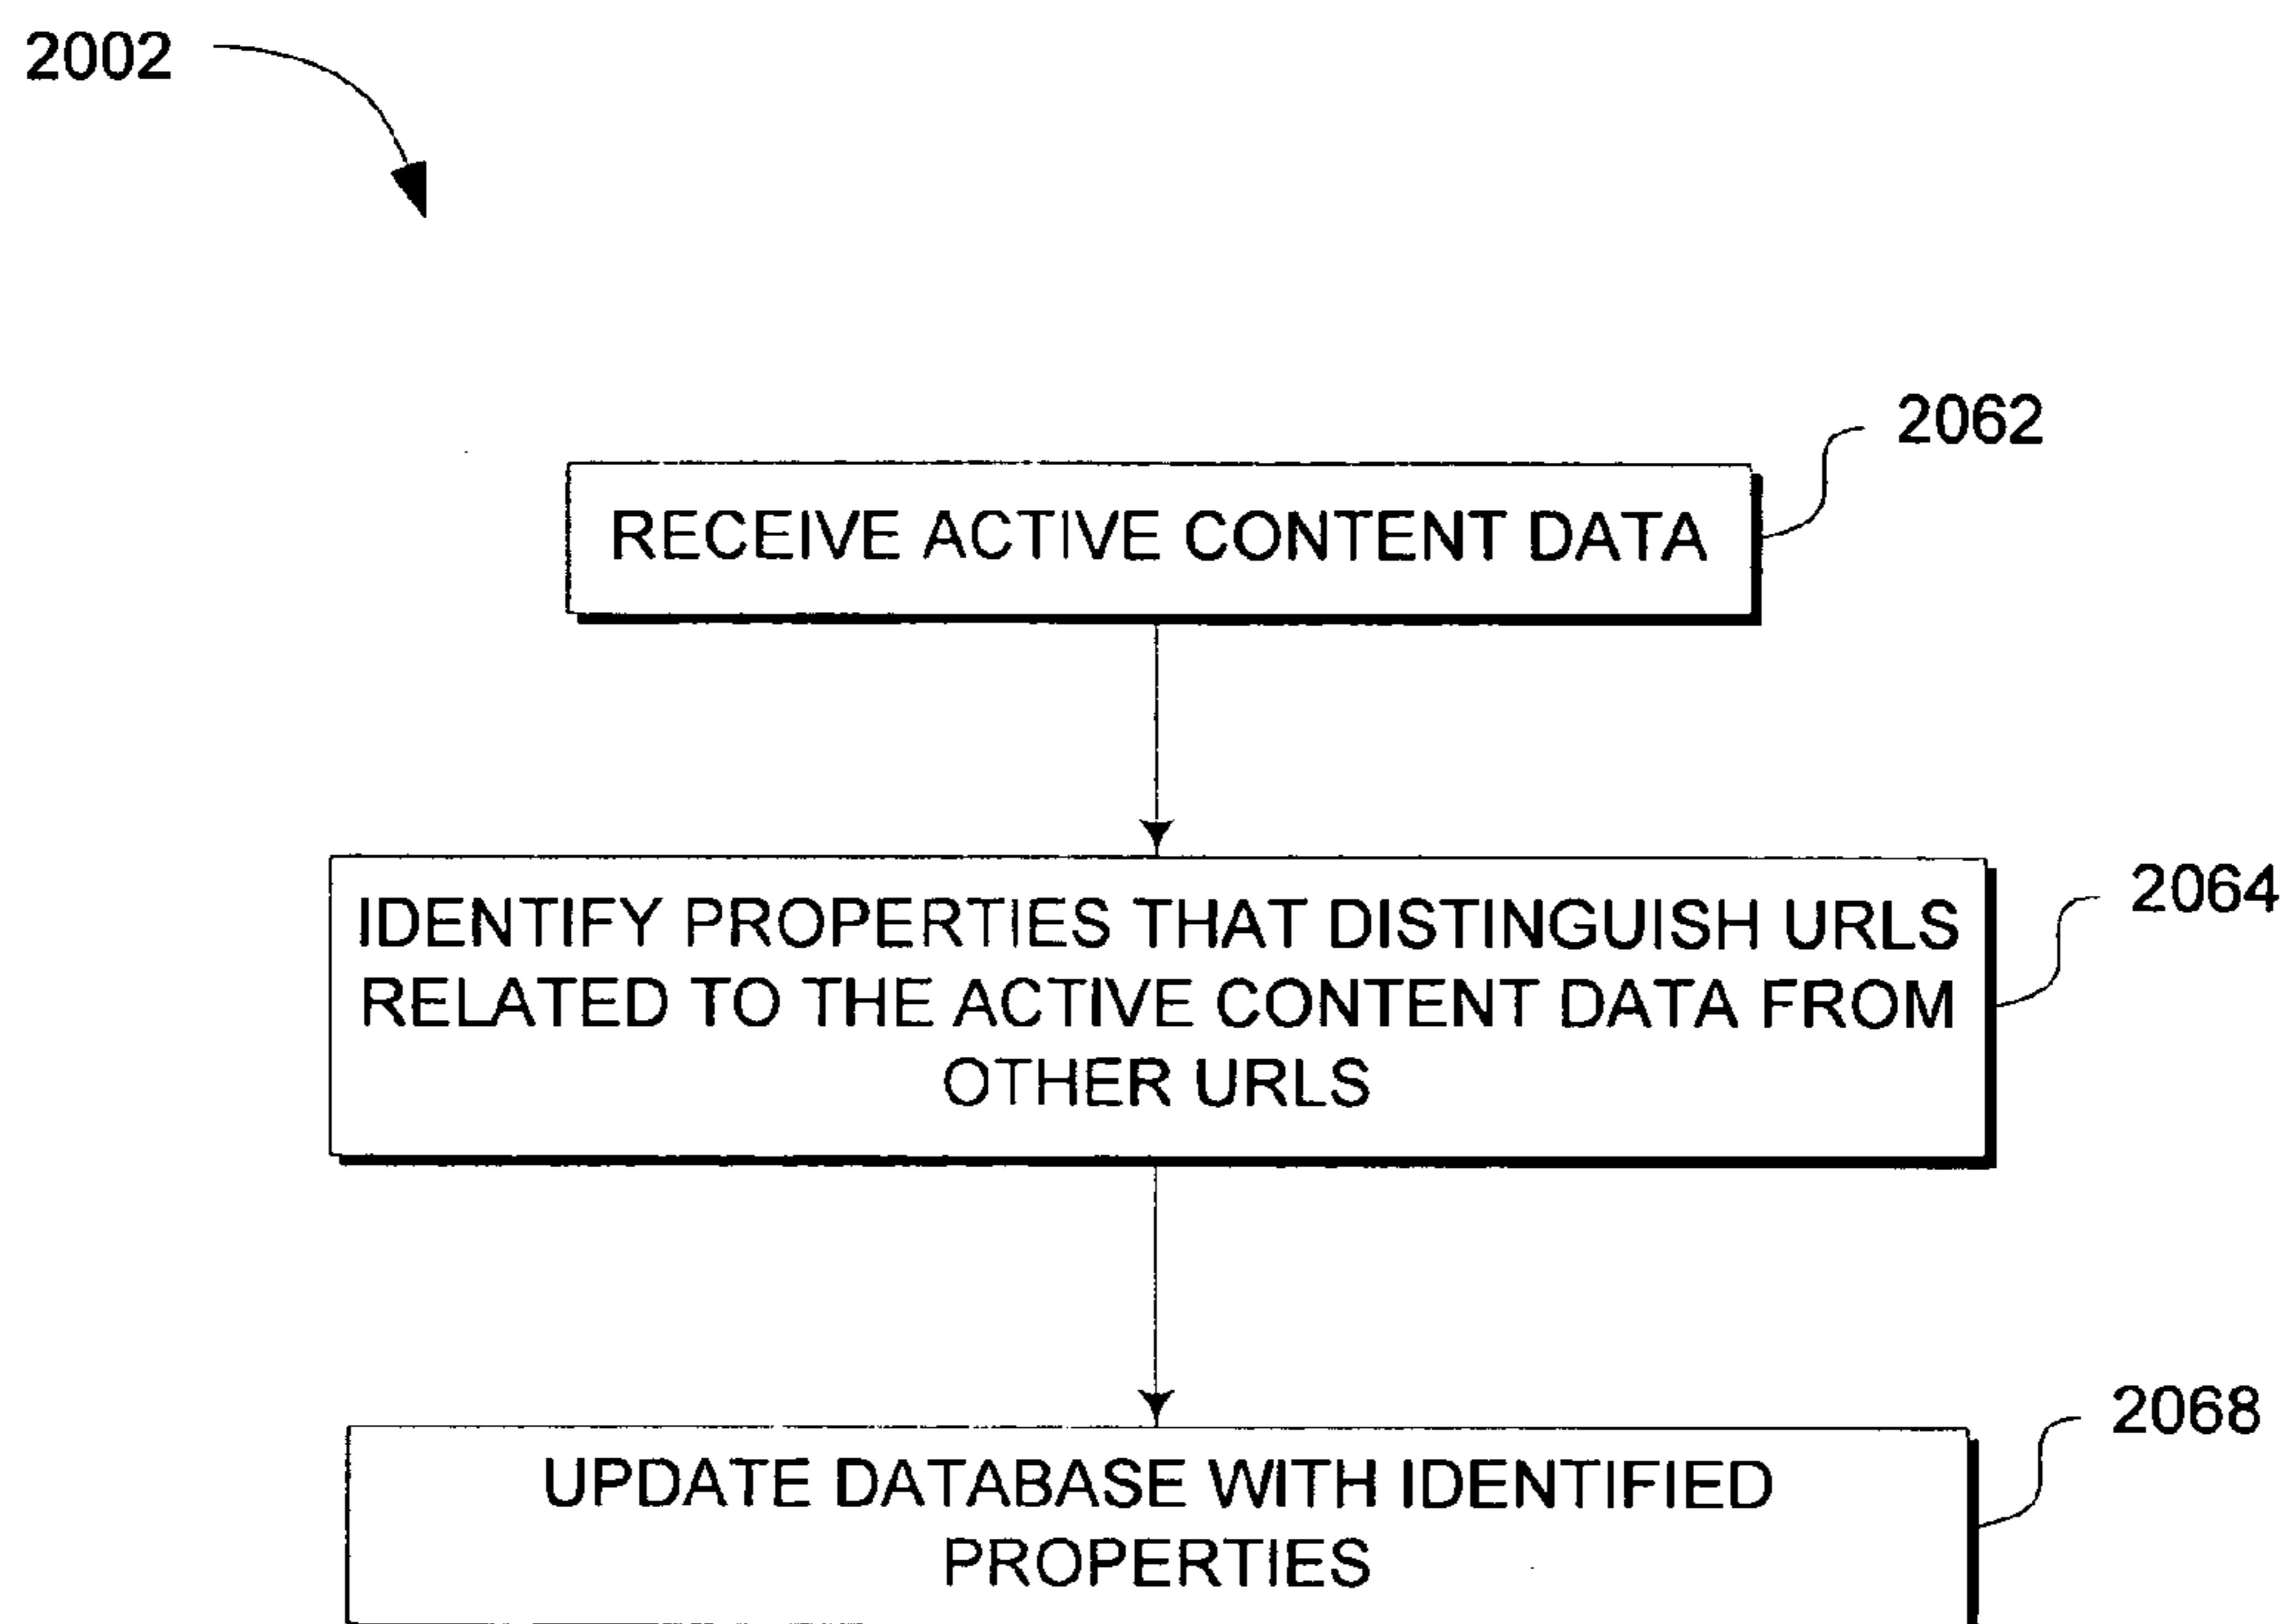 2002
2062
RECEIVE ACTIVE CONTENT DATA
2064
IDENTIFY PROPERTIES THAT DISTINGUISH URLS
RELATED TO THE ACTIVE CONTENT DATA FROM
OTHER URLS
2068
UPDATE DATABASE WITH IDENTIFIED
PROPERTIES